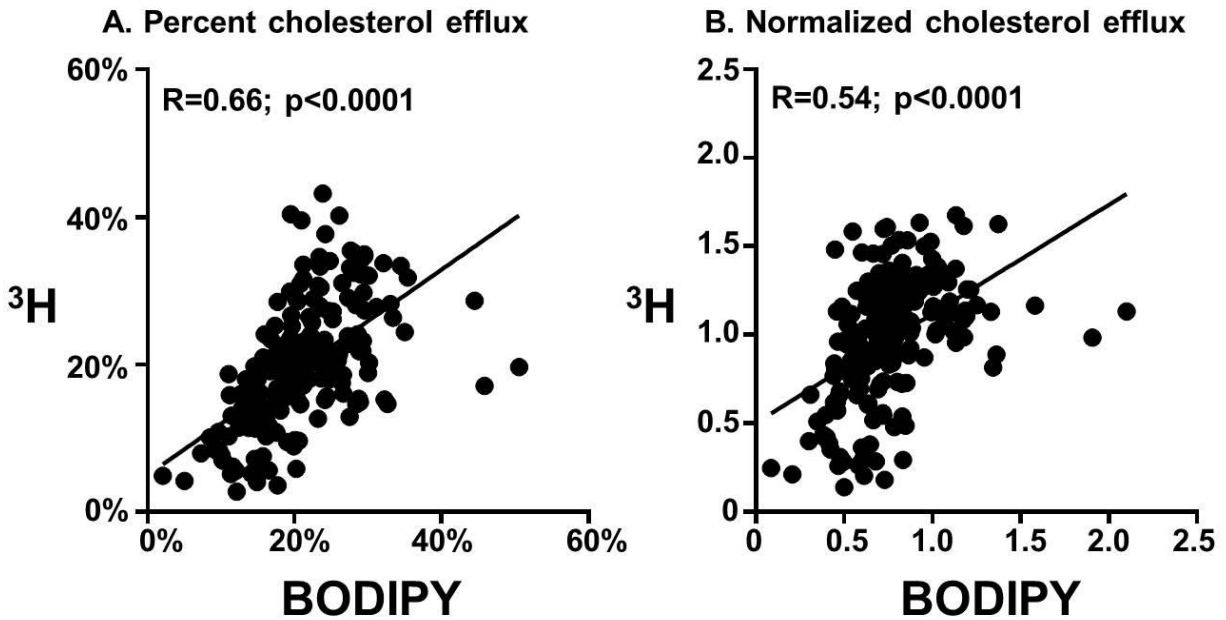 A. Percent cholesterol efflux
60%
R=0.66; p<0.0001
40%
³H
20%
0%
0% 20% 40% 60%
BODIPY
B. Normalized cholesterol efflux
2.5
R=0.54; p<0.0001
2.0
1.5
³H
1.0
0.5
0
0 0.5 1.0 1.5 2.0 2.5
BODIPY